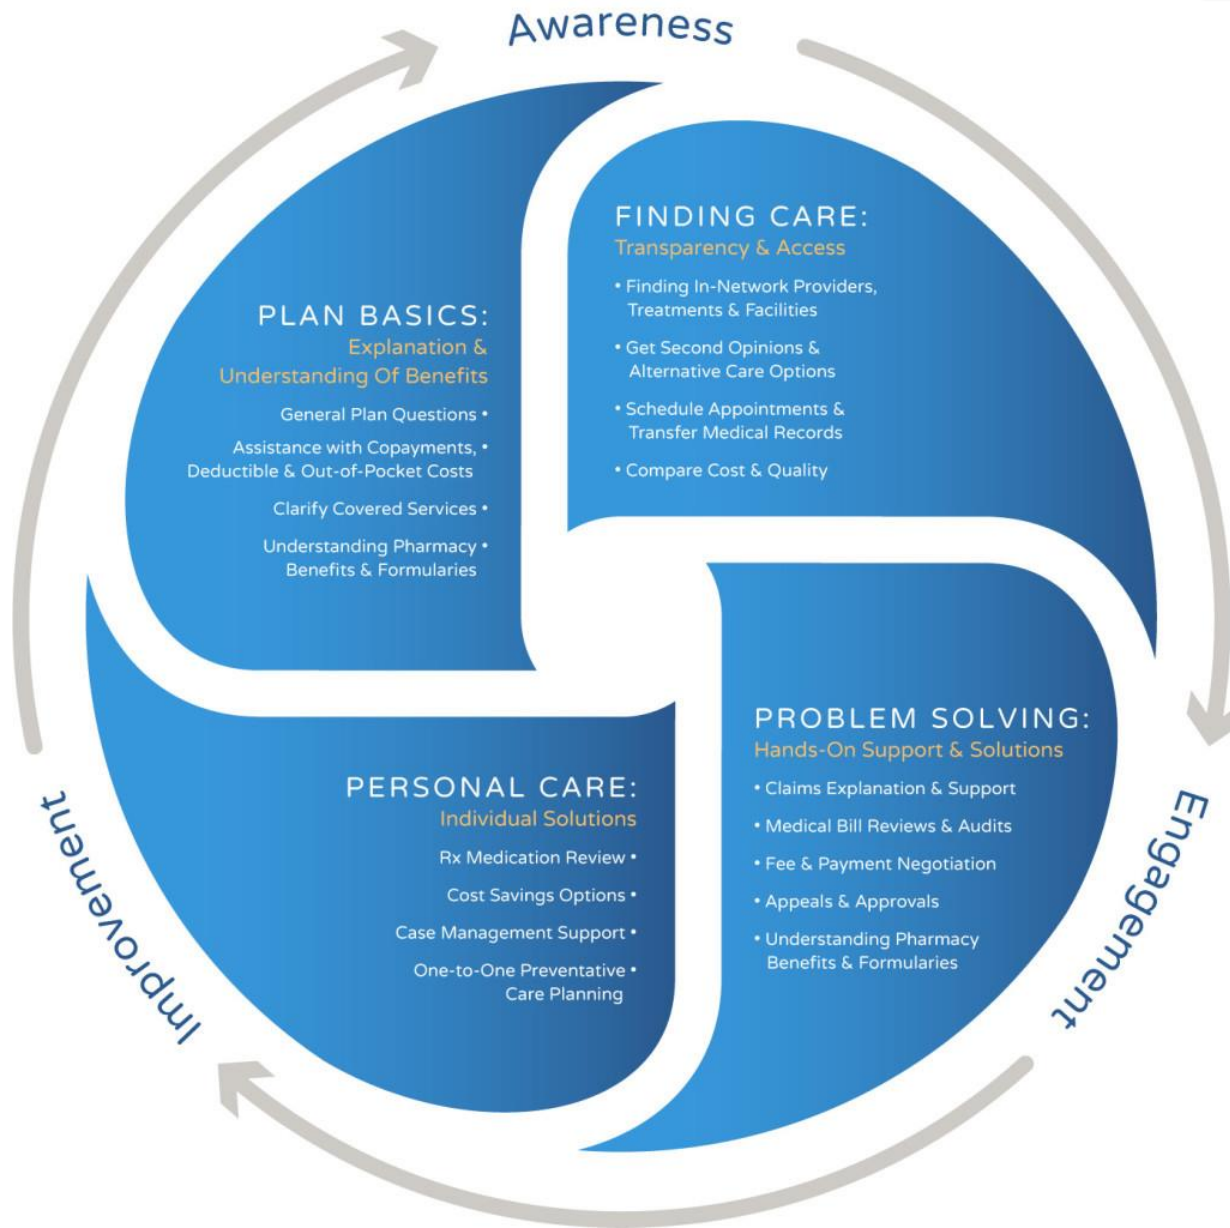 Awareness
PLAN BASICS:
Explanation &
Understanding Of Benefits
General Plan Questions •
Assistance with Copayments, •
Deductible & Out-of-Pocket Costs
Clarify Covered Services •
Understanding Pharmacy •
Benefits & Formularies
FINDING CARE:
Transparency & Access
• Finding In-Network Providers,
Treatments & Facilities
• Get Second Opinions &
Alternative Care Options
• Schedule Appointments &
Transfer Medical Records
• Compare Cost & Quality
PROBLEM SOLVING:
Hands-On Support & Solutions
• Claims Explanation & Support
• Medical Bill Reviews & Audits
• Fee & Payment Negotiation
• Appeals & Approvals
• Understanding Pharmacy
Benefits & Formularies
PERSONAL CARE:
Individual Solutions
Rx Medication Review •
Cost Savings Options •
Case Management Support •
One-to-One Preventative •
Care Planning
Engagement
Improvement